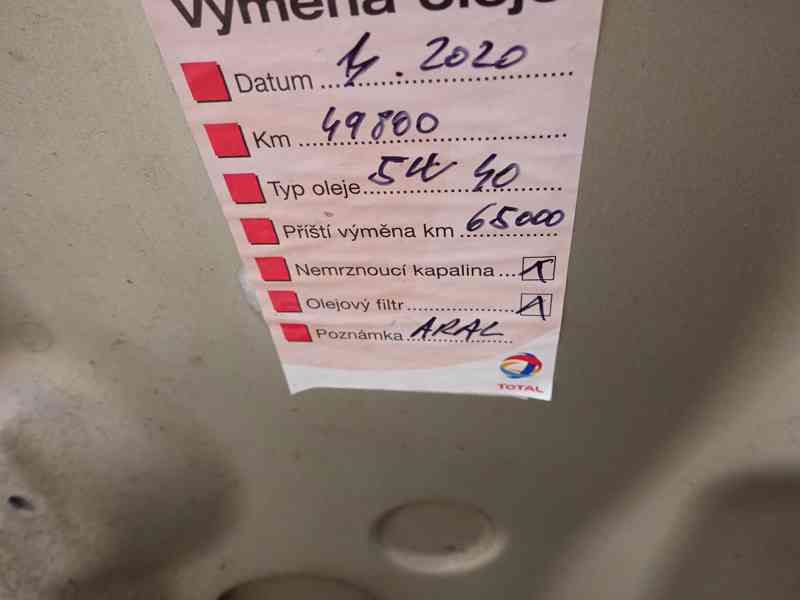 Výměna oleje
Datum 1/. 2020
Km 49800
Typ oleje 5W 40
Příští výměna km 65000
Nemrznoucí kapalina
Olejový filtr
Poznámka ARAL
TOTAL